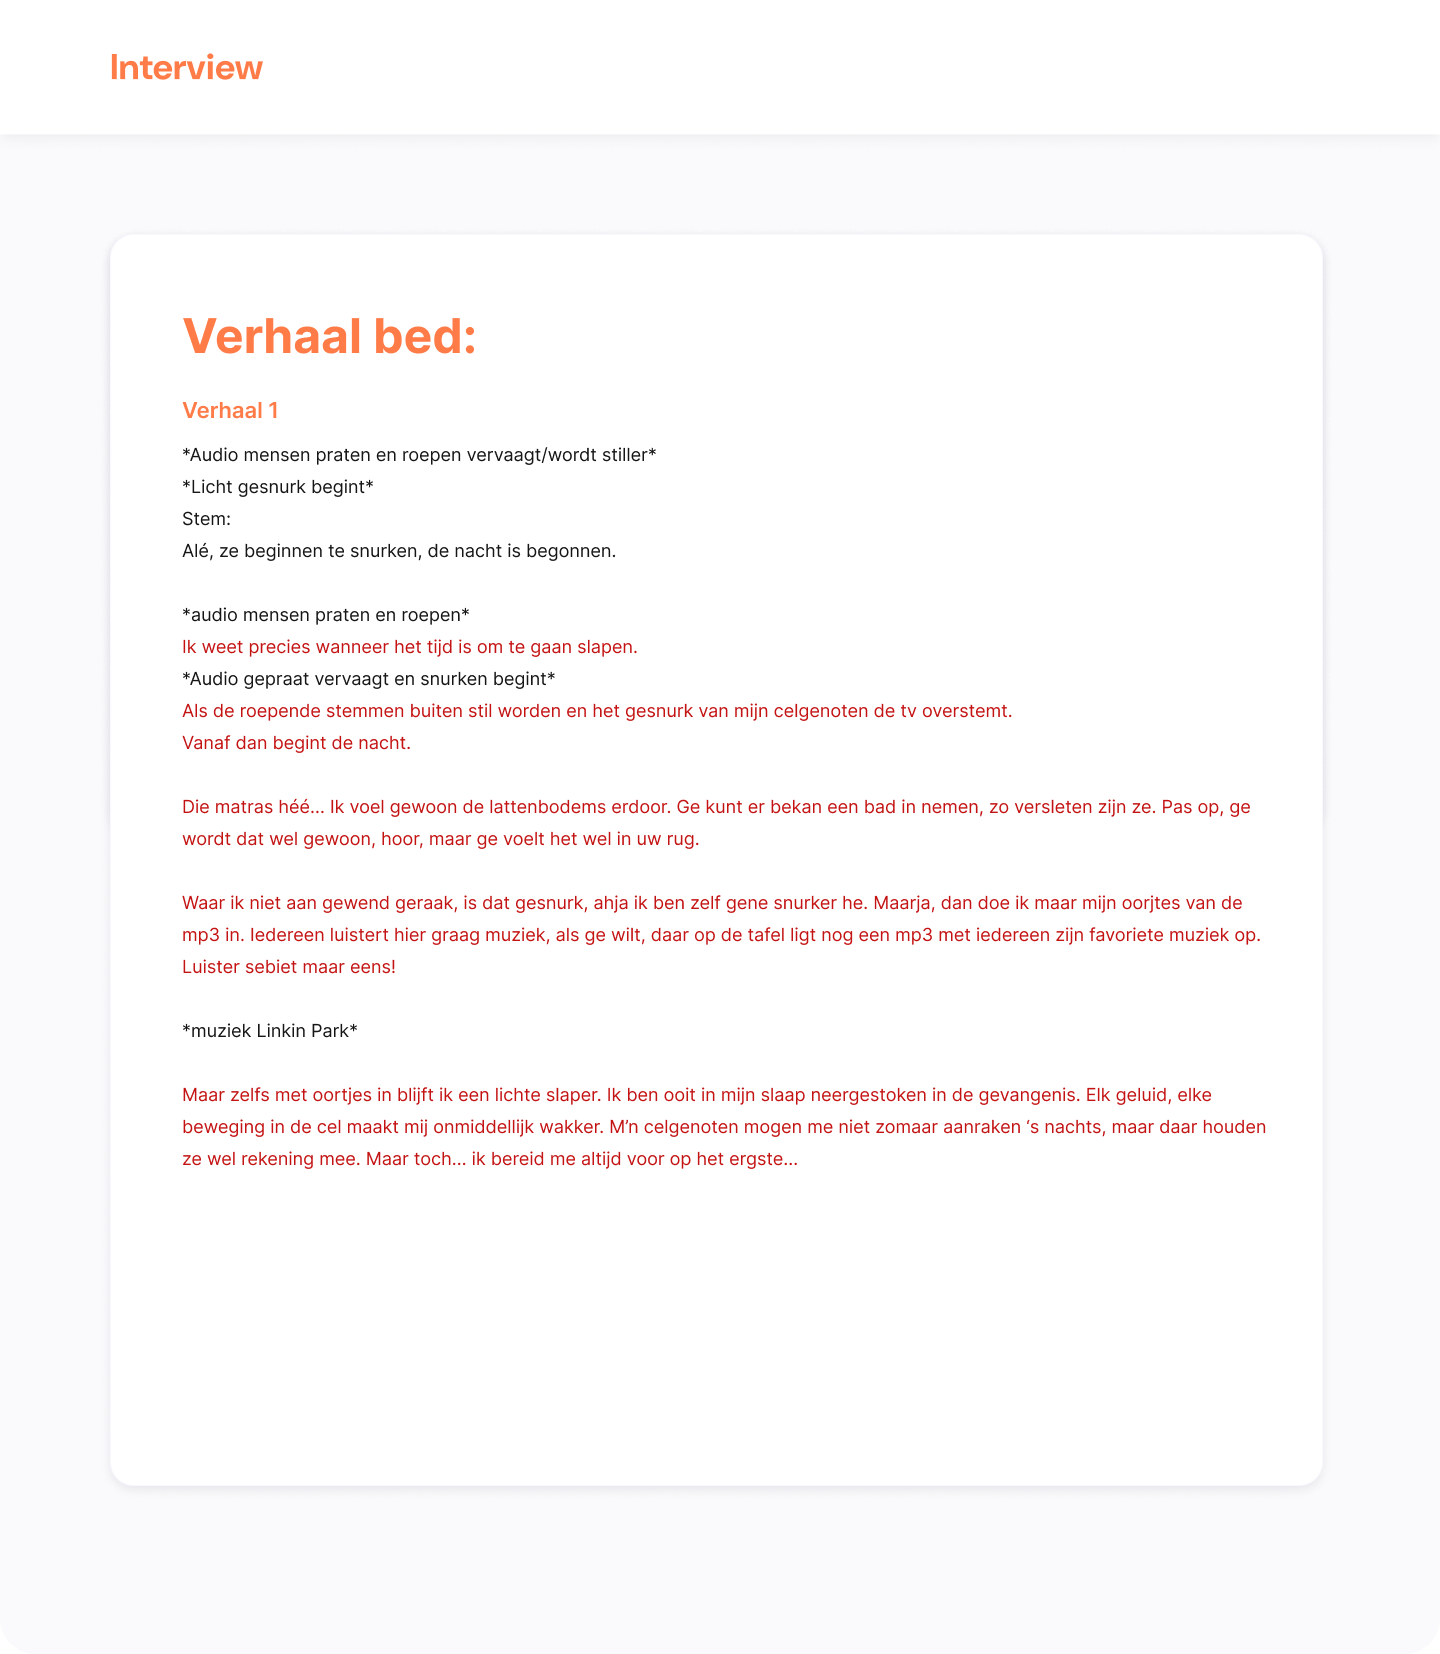 Interview
Verhaal bed:
Verhaal 1
*Audio mensen praten en roepen vervaagt/wordt stiller*
*Licht gesnurk begint*
Stem:
Alé, ze beginnen te snurken, de nacht is begonnen.
*audio mensen praten en roepen*
Ik weet precies wanneer het tijd is om te gaan slapen.
*Audio gepraat vervaagt en snurken begint*
Als de roepende stemmen buiten stil worden en het gesnurk van mijn celgenoten de tv overstemt.
Vanaf dan begint de nacht.
Die matras héé... Ik voel gewoon de lattenbodems erdoor. Ge kunt er bekan een bad in nemen, zo versleten zijn ze. Pas op, ge
wordt dat wel gewoon, hoor, maar ge voelt het wel in uw rug.
Waar ik niet aan gewend geraak, is dat gesnurk, ahja ik ben zelf gene snurker he. Maarja, dan doe ik maar mijn oorjtes van de
mp3 in. Iedereen luistert hier graag muziek, als ge wilt, daar op de tafel ligt nog een mp3 met iedereen zijn favoriete muziek op.
Luister sebiet maar eens!
*muziek Linkin Park*
Maar zelfs met oortjes in blijft ik een lichte slaper. Ik ben ooit in mijn slaap neergestoken in de gevangenis. Elk geluid, elke
beweging in de cel maakt mij onmiddellijk wakker. M’n celgenoten mogen me niet zomaar aanraken ‘s nachts, maar daar houden
ze wel rekening mee. Maar toch... ik bereid me altijd voor op het ergste...